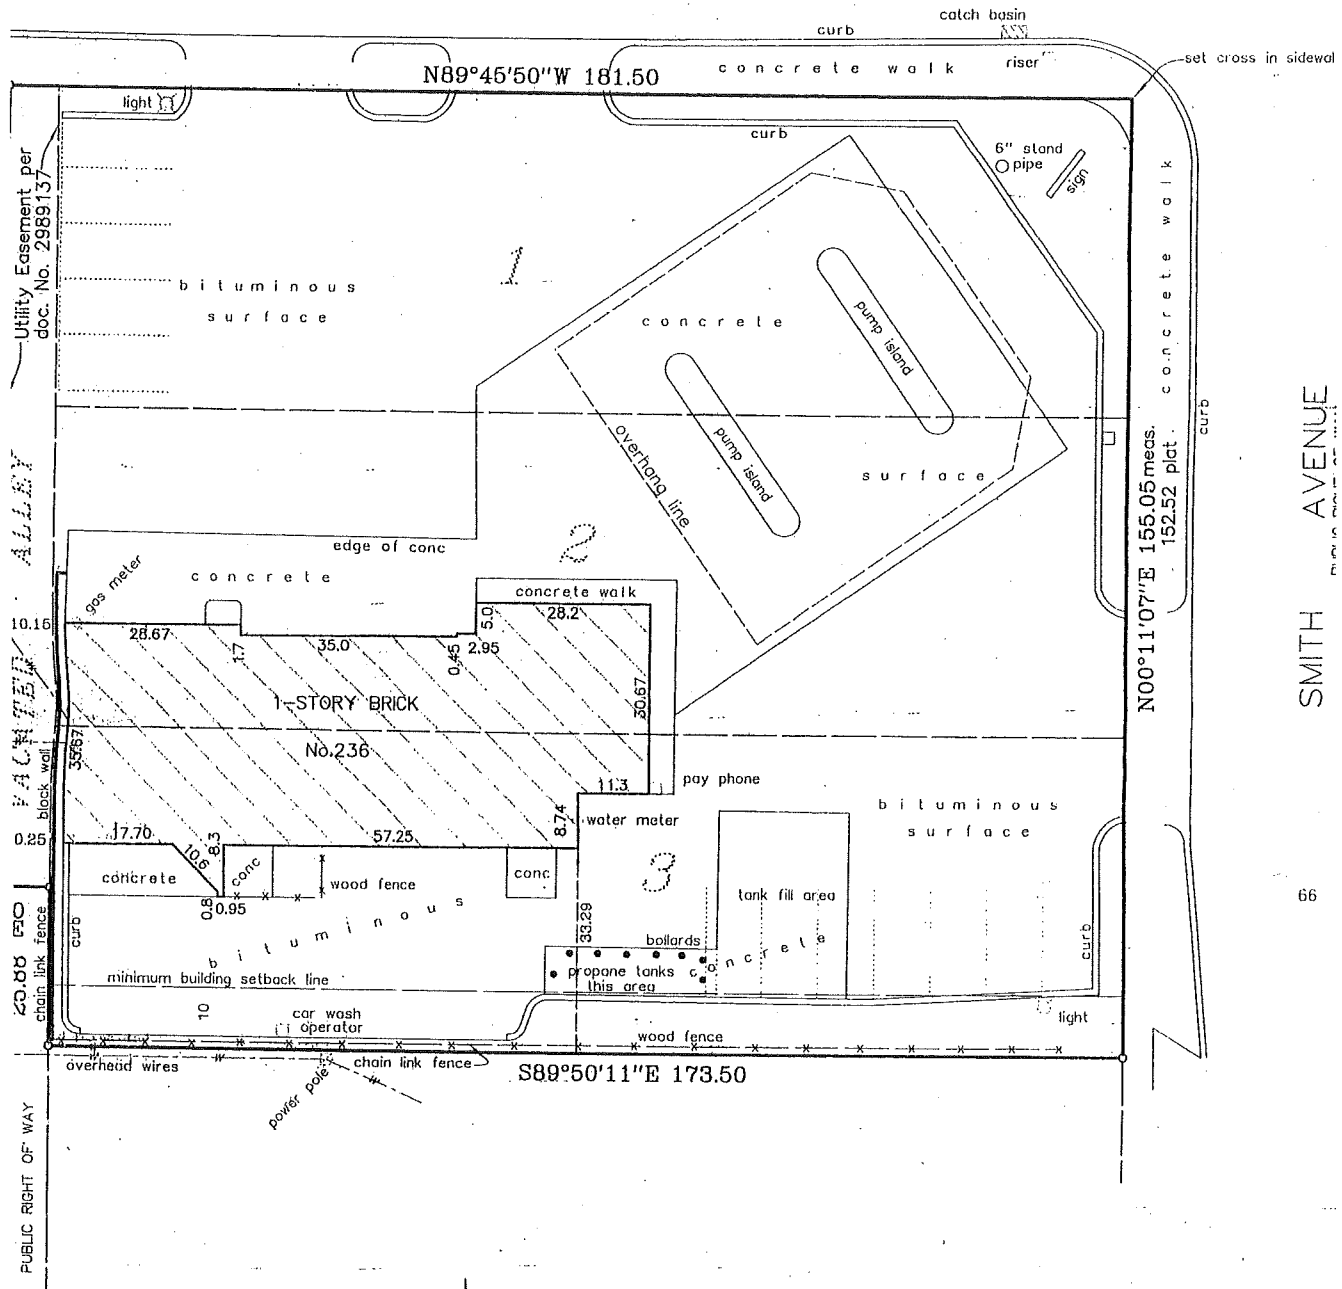 catch basin
curb
set cross in sidewal
N89°45'50"W 181.50
concrete walk
riser
light
curb
6" stand
pipe
sign
concrete walk
Utility Easement per
doc. No. 2989137
1
bituminous
surface
concrete
pump island
pump island
overhang line
surface
curb
N00°11'07"E 155.05 meas.
152.52 plat
SMITH AVENUE
VACATED ALLEY
2
edge of conc
gas meter
concrete
concrete walk
10.15
28.67
1.7
35.0
0.45
2.95
5.0
28.2
30.67
1-STORY BRICK
No.236
35.67
block wall
11.3
pay phone
8.74
water meter
bituminous
surface
0.25
17.70
10.6
8.3
57.25
3
concrete
conc
wood fence
conc
tank fill area
66
0.8
0.95
bituminous
33.29
bollards
concrete
propane tanks
this area
curb
curb
25.88
chain link fence
minimum building setback line
10
car wash
operator
light
wood fence
overhead wires
chain link fence
power pole
S89°50'11"E 173.50
PUBLIC RIGHT OF WAY